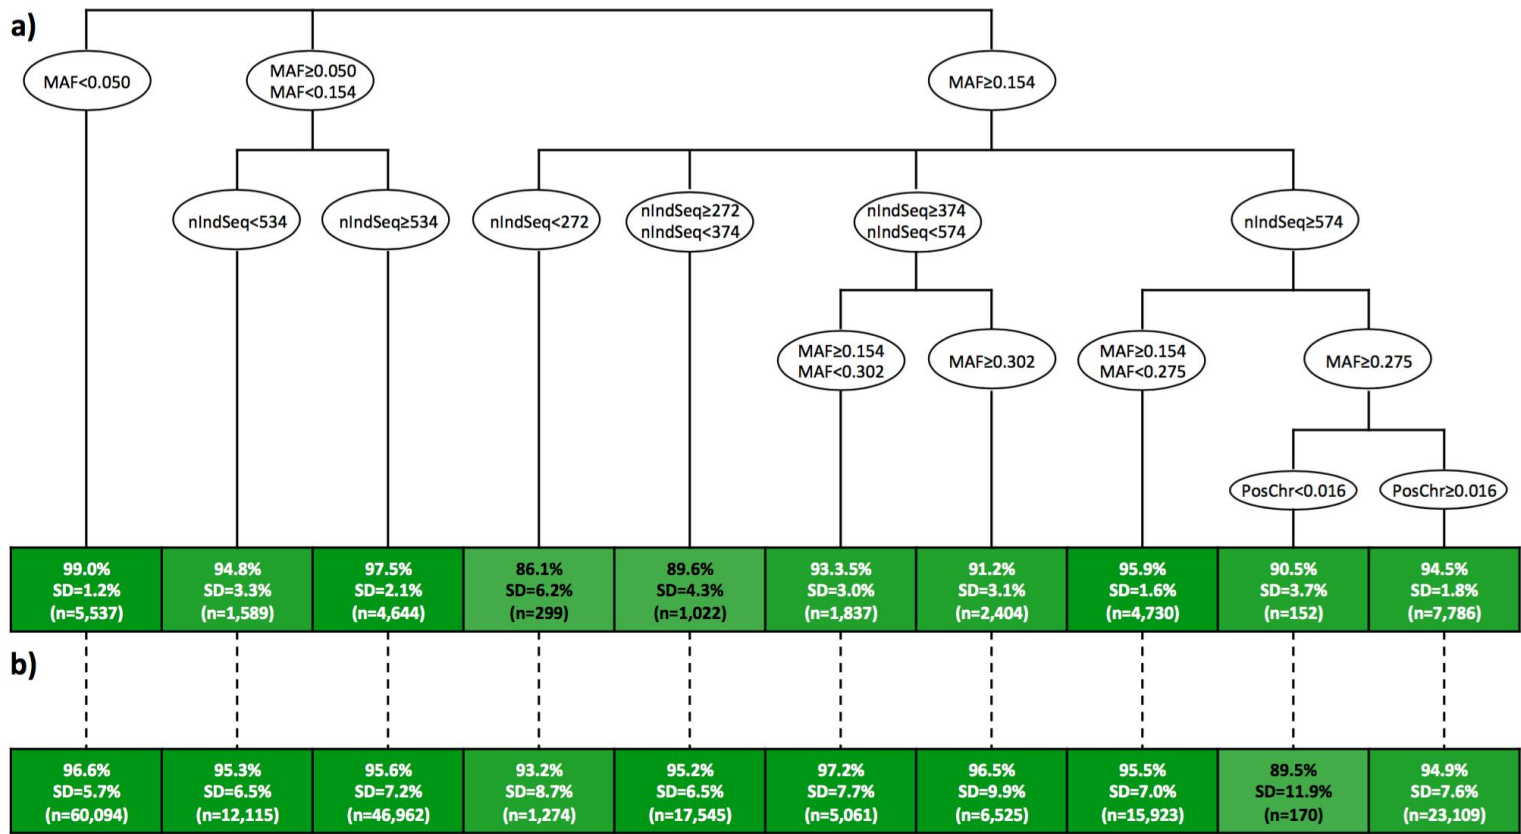 a)
MAF<0.050
MAF≥0.050
MAF<0.154
MAF≥0.154
nIndSeq<534
nIndSeq≥534
nIndSeq<272
nIndSeq≥272
nIndSeq<374
nIndSeq≥374
nIndSeq<574
nIndSeq≥574
MAF≥0.154
MAF<0.302
MAF≥0.302
MAF≥0.154
MAF<0.275
MAF≥0.275
PosChr<0.016
PosChr≥0.016
99.0%
SD=1.2%
(n=5,537)
94.8%
SD=3.3%
(n=1,589)
97.5%
SD=2.1%
(n=4,644)
86.1%
SD=6.2%
(n=299)
89.6%
SD=4.3%
(n=1,022)
93.3.5%
SD=3.0%
(n=1,837)
91.2%
SD=3.1%
(n=2,404)
95.9%
SD=1.6%
(n=4,730)
90.5%
SD=3.7%
(n=152)
94.5%
SD=1.8%
(n=7,786)
b)
96.6%
SD=5.7%
(n=60,094)
95.3%
SD=6.5%
(n=12,115)
95.6%
SD=7.2%
(n=46,962)
93.2%
SD=8.7%
(n=1,274)
95.2%
SD=6.5%
(n=17,545)
97.2%
SD=7.7%
(n=5,061)
96.5%
SD=9.9%
(n=6,525)
95.5%
SD=7.0%
(n=15,923)
89.5%
SD=11.9%
(n=170)
94.9%
SD=7.6%
(n=23,109)